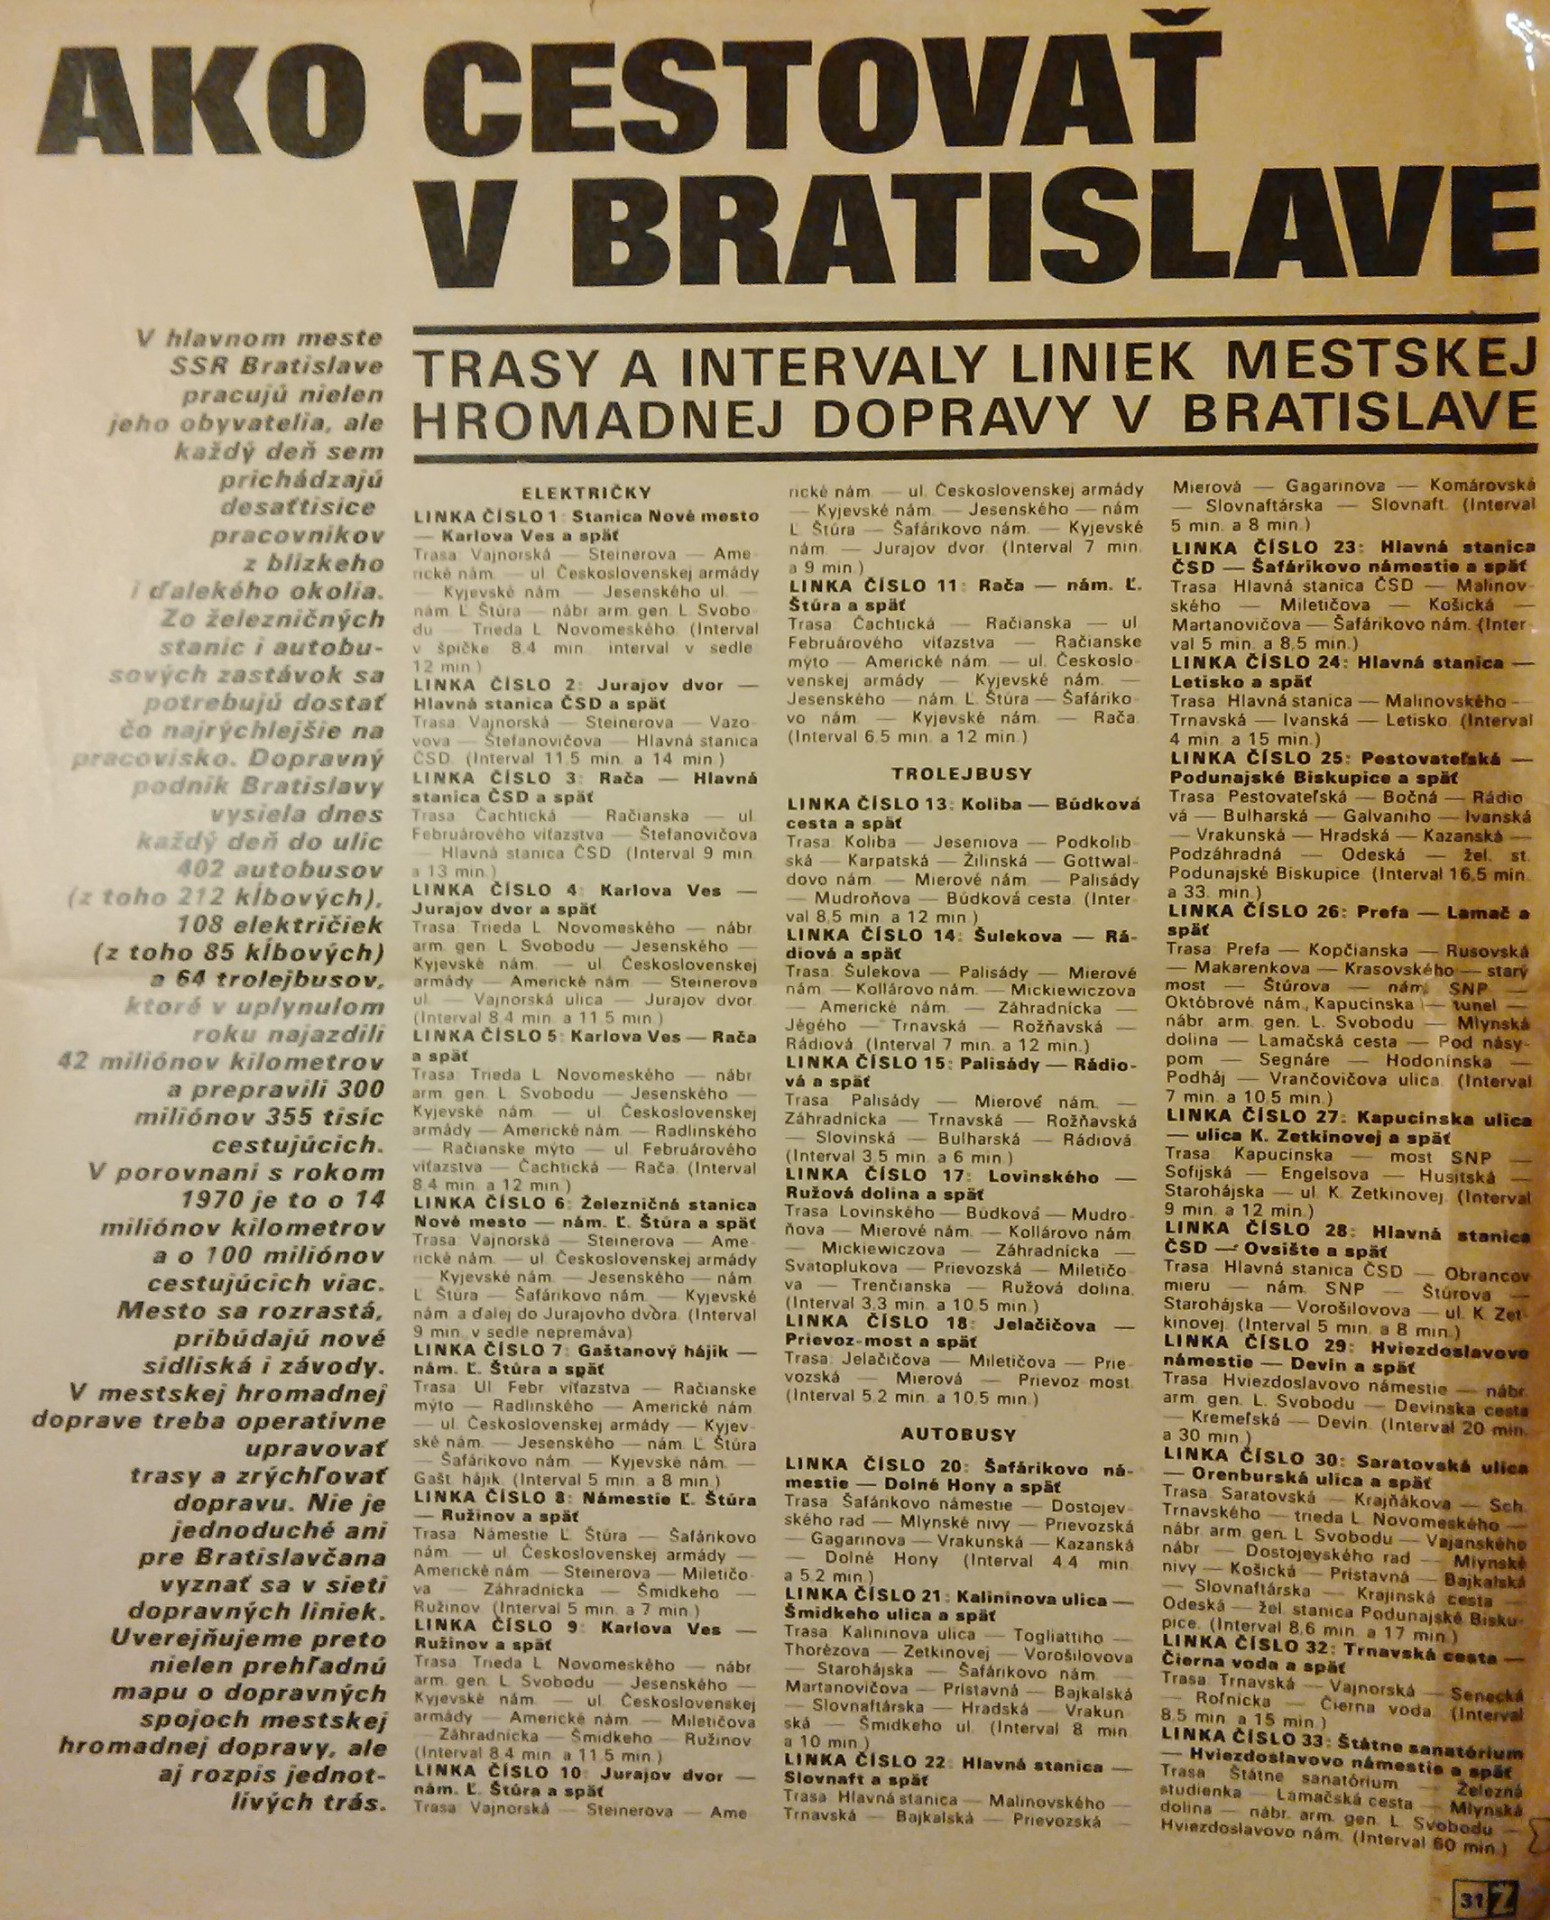 AKO CESTOVAŤ
V BRATISLAVE
V hlavnom meste
SSR Bratislave
pracujú nielen
jeho obyvatelia, ale
každý deň sem
prichádzajú
desaťtisíce
pracovníkov
z blízkeho
i ďalekého okolia.
Zo železničných
staníc i autobu-
sových zastávok sa
potrebujú dostať
čo najrýchlejšie na
pracovisko. Dopravný
podnik Bratislavy
vysiela dnes
každý deň do ulíc
402 autobusov
(z toho 212 kĺbových),
108 električiek
(z toho 85 kĺbových)
a 64 trolejbusov,
ktoré v uplynulom
roku najazdili
42 miliónov kilometrov
a prepravili 300
miliónov 355 tisíc
cestujúcich.
V porovnaní s rokom
1970 je to o 14
miliónov kilometrov
a o 100 miliónov
cestujúcich viac.
Mesto sa rozrastá,
pribúdajú nové
sídliská i závody.
V mestskej hromadnej
doprave treba operatívne
upravovať
trasy a zrýchľovať
dopravu. Nie je
jednoduché ani
pre Bratislavčana
vyznať sa v sieti
dopravných liniek.
Uverejňujeme preto
nielen prehľadnú
mapu o dopravných
spojoch mestskej
hromadnej dopravy, ale
aj rozpis jednot-
livých trás.
TRASY A INTERVALY LINIEK MESTSKEJ
HROMADNEJ DOPRAVY V BRATISLAVE
ELEKTRIČKY
LINKA ČÍSLO 1: Stanica Nové mesto
— Karlova Ves a späť
Trasa Vajnorská — Steinerova — Ame-
rické nám. — ul. Československej armády
— Kyjevské nám. — Jesenského ul. —
nám. Ľ. Štúra — nábr. arm. gen. L. Svobo-
du — Trieda L. Novomeského. (Interval
v špičke 8,4 min. interval v sedle
12 min.)
LINKA ČÍSLO 2: Jurajov dvor —
Hlavná stanica ČSD a späť
Trasa Vajnorská — Steinerova — Vazo-
vova — Štefanovičova — Hlavná stanica
ČSD. (Interval 11,5 min. a 14 min.)
LINKA ČÍSLO 3: Rača — Hlavná
stanica ČSD a späť
Trasa Čachtická — Račianska — ul.
Februárového víťazstva — Štefanovičova
— Hlavná stanica ČSD. (Interval 9 min.
a 13 min.)
LINKA ČÍSLO 4: Karlova Ves —
Jurajov dvor a späť
Trasa Trieda L. Novomeského — nábr.
arm. gen. L. Svobodu — Jesenského —
Kyjevské nám. — ul. Československej
armády — Americké nám. — Steinerova
ul. — Vajnorská ulica — Jurajov dvor.
(Interval 8,4 min. a 11,5 min.)
LINKA ČÍSLO 5: Karlova Ves — Rača
a späť
Trasa Trieda L. Novomeského — nábr.
arm. gen. L. Svobodu — Jesenského —
Kyjevské nám. — ul. Československej
armády — Americké nám. — Radlinského
— Račianske mýto — ul. Februárového
víťazstva — Čachtická — Rača. (Interval
8,4 min. a 12 min.)
LINKA ČÍSLO 6: Železničná stanica
Nové mesto — nám. Ľ. Štúra a späť
Trasa Vajnorská — Steinerova — Ame-
rické nám. — ul. Československej armády
— Kyjevské nám. — Jesenského — nám.
Ľ. Štúra — Šafárikovo nám. — Kyjevské
nám. a ďalej do Jurajovho dvora. (Interval
9 min., v sedle nepremáva)
LINKA ČÍSLO 7: Gaštanový hájik —
nám. Ľ. Štúra a späť
Trasa Ul. Febr. víťazstva — Račianske
mýto — Radlinského — Americké nám.
— ul. Československej armády — Kyjev-
ské nám. — Jesenského — nám. Ľ. Štúra
— Šafárikovo nám. — Kyjevské nám. —
Gašt. hájik. (Interval 5 min. a 8 min.)
LINKA ČÍSLO 8: Námestie Ľ. Štúra
— Ružinov a späť
Trasa Námestie Ľ. Štúra — Šafárikovo
nám. — ul. Československej armády —
Americké nám. — Steinerova — Miletičo-
va — Záhradnícka — Šmidkeho —
Ružinov. (Interval 5 min. a 7 min.)
LINKA ČÍSLO 9: Karlova Ves —
Ružinov a späť
Trasa Trieda L. Novomeského — nábr.
arm. gen. L. Svobodu — Jesenského —
Kyjevské nám. — ul. Československej
armády — Americké nám. — Miletičova
— Záhradnícka — Šmidkeho — Ružinov.
(Interval 8,4 min. a 11,5 min.)
LINKA ČÍSLO 10: Jurajov dvor —
nám. Ľ. Štúra a späť
Trasa Vajnorská — Steinerova — Ame-
rické nám. — ul. Československej armády
— Kyjevské nám. — Jesenského — nám.
Ľ. Štúra — Šafárikovo nám. — Kyjevské
nám. — Jurajov dvor. (Interval 7 min.
a 9 min.)
LINKA ČÍSLO 11: Rača — nám. Ľ.
Štúra a späť
Trasa Čachtická — Račianska — ul.
Februárového víťazstva — Račianske
mýto — Americké nám. — ul. Českoslo-
venskej armády — Kyjevské nám. —
Jesenského — nám. Ľ. Štúra — Šafáriko-
vo nám. — Kyjevské nám. — Rača.
(Interval 6,5 min. a 12 min.)
TROLEJBUSY
LINKA ČÍSLO 13: Koliba — Búdková
cesta a späť
Trasa Koliba — Jeseniova — Podkolib-
ská — Karpatská — Žilinská — Gottwal-
dovo nám. — Mierové nám. — Palisády
— Mudroňova — Búdková cesta. (Inter-
val 8,5 min. a 12 min.)
LINKA ČÍSLO 14: Šulekova — Rá-
diová a späť
Trasa Šulekova — Palisády — Mierové
nám. — Kollárovo nám. — Mickiewiczova
— Americké nám. — Záhradnícka —
Jégého — Trnavská — Rožňavská —
Rádiová. (Interval 7 min. a 12 min.)
LINKA ČÍSLO 15: Palisády — Rádio-
vá a späť
Trasa Palisády — Mierové nám. —
Záhradnícka — Trnavská — Rožňavská
— Slovinská — Bulharská — Rádiová.
(Interval 3,5 min. a 6 min.)
LINKA ČÍSLO 17: Lovinského —
Ružová dolina a späť
Trasa Lovinského — Búdková — Mudro-
ňova — Mierové nám. — Kollárovo nám.
— Mickiewiczova — Záhradnícka —
Svätoplukova — Prievozská — Miletičo-
va — Trenčianska — Ružová dolina.
(Interval 3,3 min. a 10,5 min.)
LINKA ČÍSLO 18: Jelačičova —
Prievoz-most a späť
Trasa Jelačičova — Miletičova — Prie-
vozská — Mierová — Prievoz most.
(Interval 5,2 min. a 10,5 min.)
AUTOBUSY
LINKA ČÍSLO 20: Šafárikovo ná-
mestie — Dolné Hony a späť
Trasa Šafárikovo námestie — Dostojev-
ského rad — Mlynské nivy — Prievozská
— Gagarinova — Vrakunská — Kazanská
— Dolné Hony. (Interval 4,4 min.
a 5,2 min.)
LINKA ČÍSLO 21: Kalininova ulica —
Šmidkeho ulica a späť
Trasa Kalininova ulica — Togliattiho —
Thorézova — Zetkinovej — Vorošilovova
— Starohájska — Šafárikovo nám. —
Martanovičova — Prístavná — Bajkalská
— Slovnaftárska — Hradská — Vrakun-
ská — Šmidkeho ul. (Interval 8 min.
a 10 min.)
LINKA ČÍSLO 22: Hlavná stanica —
Slovnaft a späť
Trasa Hlavná stanica — Malinovského —
Trnavská — Bajkalská — Prievozská —
Mierová — Gagarinova — Komárovská
— Slovnaftárska — Slovnaft. (Interval
5 min. a 8 min.)
LINKA ČÍSLO 23: Hlavná stanica
ČSD — Šafárikovo námestie a späť
Trasa Hlavná stanica ČSD — Malinov-
ského — Miletičova — Košická —
Martanovičova — Šafárikovo nám. (Inter-
val 5 min. a 8,5 min.)
LINKA ČÍSLO 24: Hlavná stanica —
Letisko a späť
Trasa Hlavná stanica — Malinovského —
Trnavská — Ivanská — Letisko. (Interval
4 min. a 15 min.)
LINKA ČÍSLO 25: Pestovateľská —
Podunajské Biskupice a späť
Trasa Pestovateľská — Bočná — Rádio-
vá — Bulharská — Galvaniho — Ivanská
— Vrakunská — Hradská — Kazanská —
Podzáhradná — Odeská — žel. st.
Podunajské Biskupice. (Interval 16,5 min.
a 33. min.)
LINKA ČÍSLO 26: Prefa — Lamač a
späť
Trasa Prefa — Kopčianska — Rusovská
— Makarenkova — Krasovského — starý
most — Štúrova — nám. SNP —
Októbrové nám., Kapucínska — tunel —
nábr. arm. gen. L. Svobodu — Mlynská
dolina — Lamačská cesta — Pod násy-
pom — Segnáre — Hodonínska —
Podháj — Vrančovičova ulica. (Interval
7 min. a 10,5 min.)
LINKA ČÍSLO 27: Kapucínska ulica
— ulica K. Zetkinovej a späť
Trasa Kapucínska — most SNP —
Sofijská — Engelsova — Husitská —
Starohájska — ul. K. Zetkinovej. (Interval
9 min. a 12 min.)
LINKA ČÍSLO 28: Hlavná stanica
ČSD — Ovsište a späť
Trasa Hlavná stanica ČSD — Obrancov
mieru — nám. SNP — Štúrova —
Starohájska — Vorošilovova — ul. K. Zet-
kinovej. (Interval 5 min. a 8 min.)
LINKA ČÍSLO 29: Hviezdoslavovo
námestie — Devín a späť
Trasa Hviezdoslavovo námestie — nábr.
arm. gen. L. Svobodu — Devínska cesta
— Kremeľská — Devín. (Interval 20 min.
a 30 min.)
LINKA ČÍSLO 30: Saratovská ulica
— Orenburská ulica a späť
Trasa Saratovská — Krajňákova — Sch.
Trnavského — trieda L. Novomeského —
nábr. arm. gen. L. Svobodu — Vajanského
nábr. — Dostojevského rad — Mlynské
nivy — Košická — Prístavná — Bajkalská
— Slovnaftárska — Krajinská cesta —
Odeská — žel. stanica Podunajské Bisku-
pice. (Interval 8,6 min. a 17 min.)
LINKA ČÍSLO 32: Trnavská cesta —
Čierna voda a späť
Trasa Trnavská — Vajnorská — Senecká
— Roľnícka — Čierna voda. (Interval
8,5 min. a 15 min.)
LINKA ČÍSLO 33: Štátne sanatórium
— Hviezdoslavovo námestie a späť
Trasa Štátne sanatórium — Železná
studienka — Lamačská cesta — Mlynská
dolina — nábr. arm. gen. L. Svobodu —
Hviezdoslavovo nám. (Interval 60 min.)
31 Ž